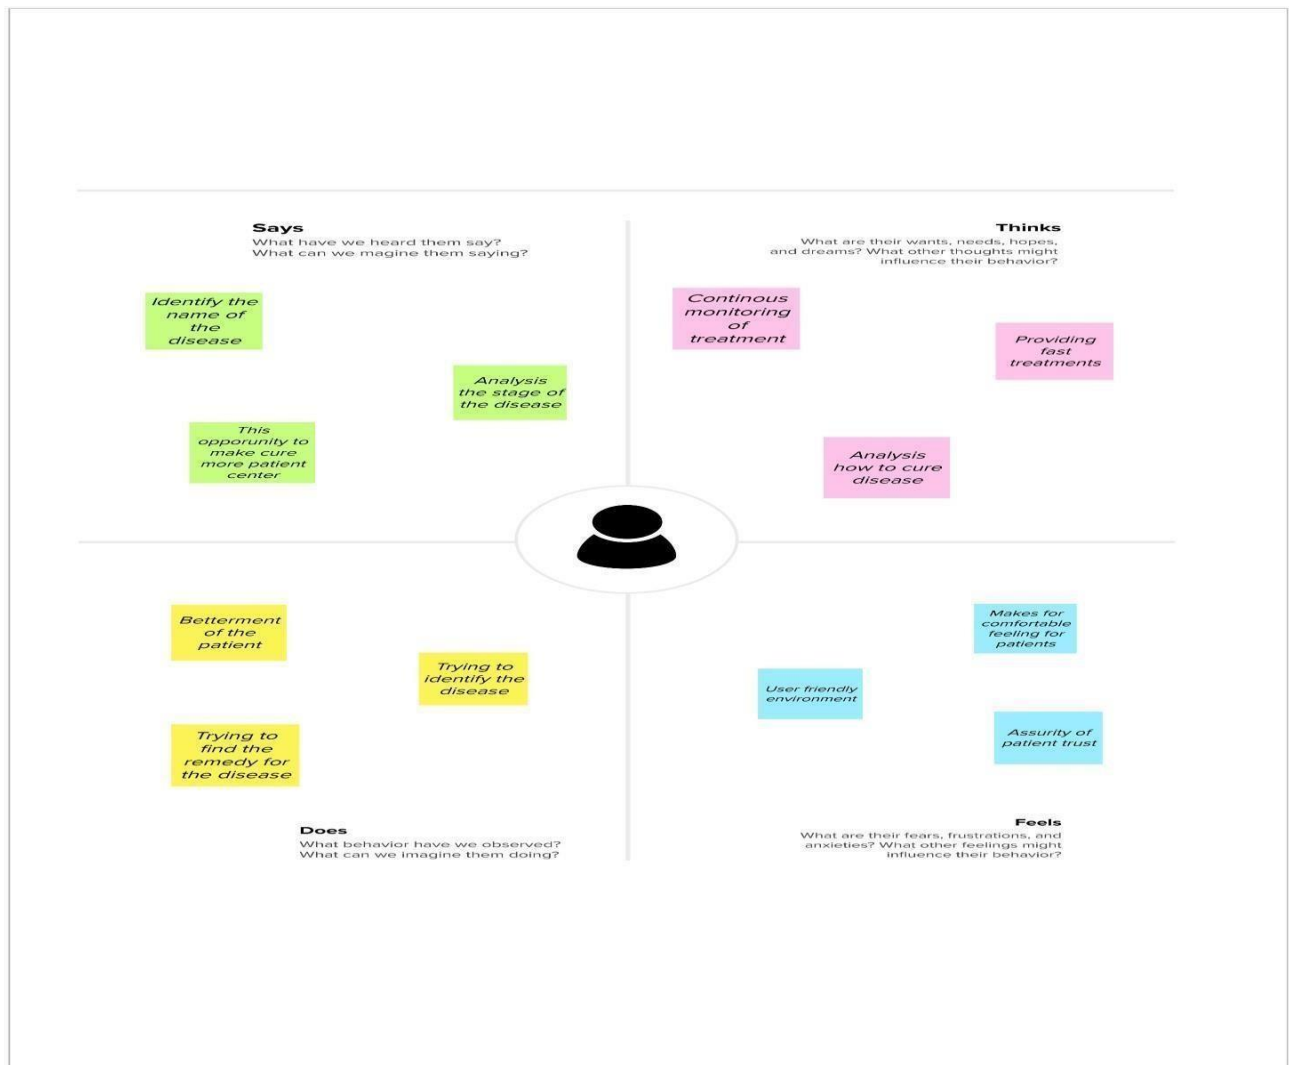 Says
What have we heard them say?
What can we magine them saying?
Identify the
name of
the
disease
Analysis
the stage of
the disease
This
opporunity to
make cure
more patient
center
Thinks
What are their wants, needs, hopes,
and dreams? What other thoughts might
influence their behavior?
Continous
monitoring
of
treatment
Providing
fast
treatments
Analysis
how to cure
disease
Betterment
of the
patient
Trying to
identify the
disease
Trying to
find the
remedy for
the disease
Does
What behavior have we observed?
What can we imagine them doing?
Makes for
comfortable
feeling for
patients
User friendly
environment
Assurity of
patient trust
Feels
What are their fears, frustrations, and
anxieties? What other feelings might
influence their behavior?